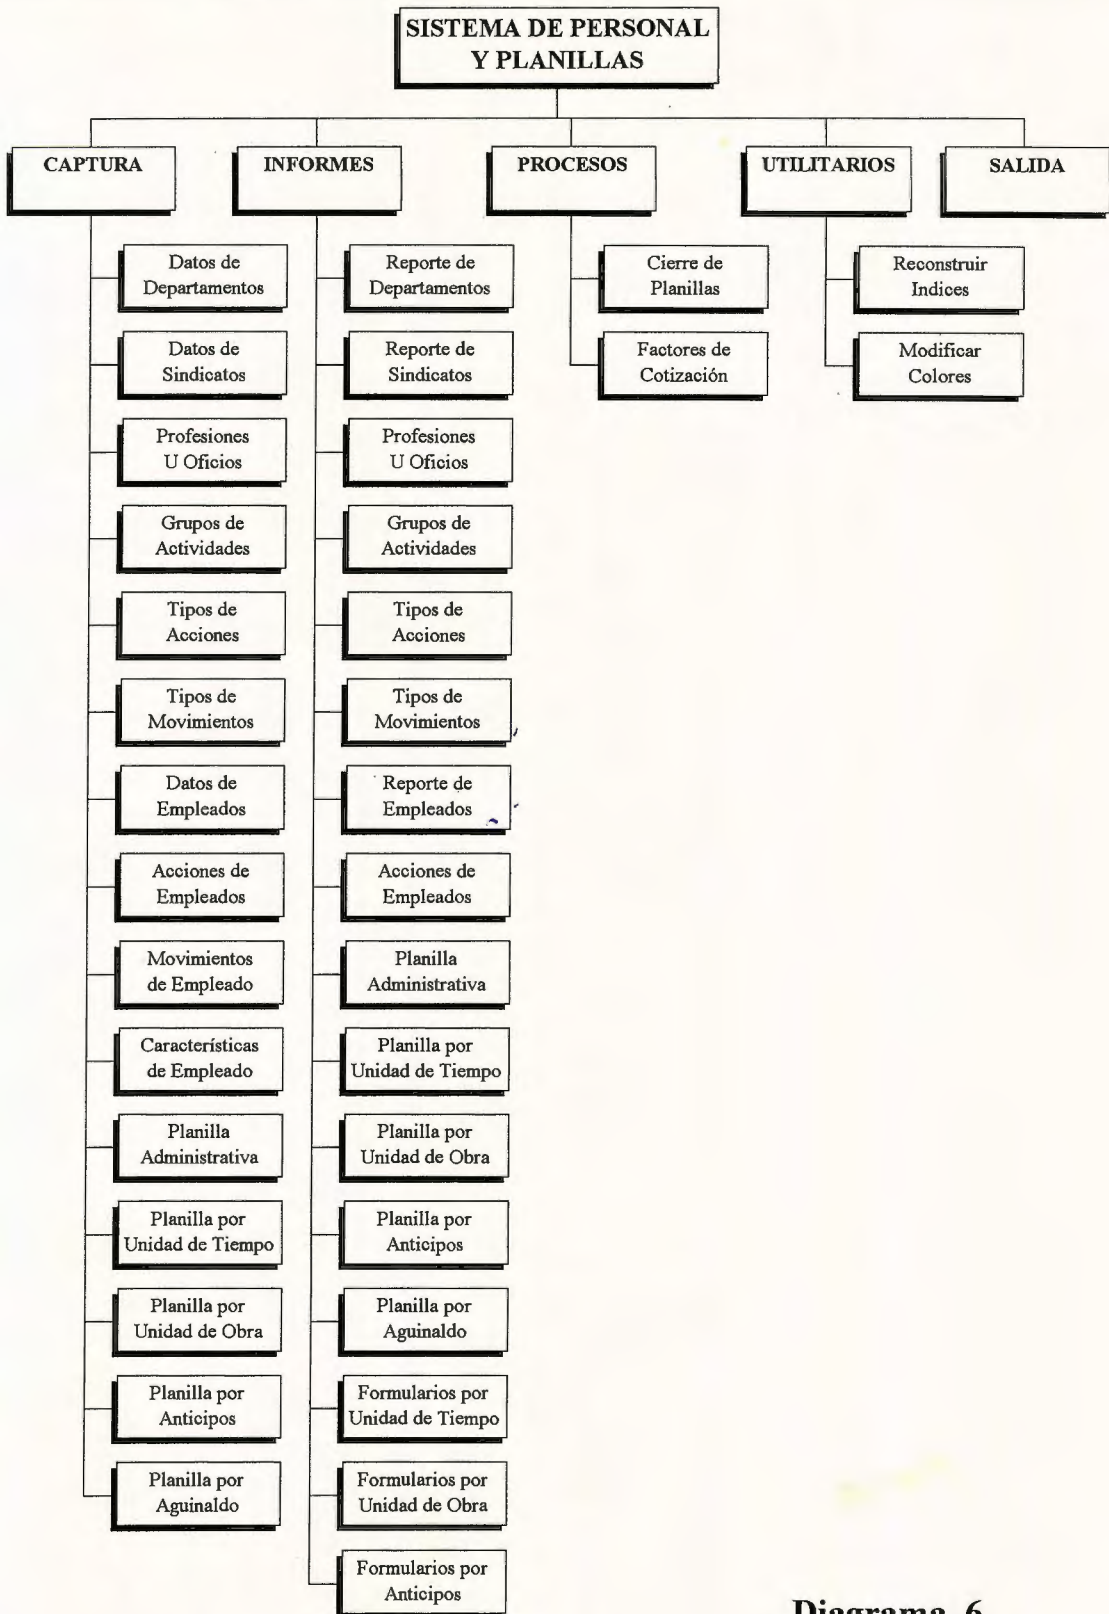 SISTEMA DE PERSONAL
Y PLANILLAS
CAPTURA
INFORMES
PROCESOS
UTILITARIOS
SALIDA
Datos de
Departamentos
Datos de
Sindicatos
Profesiones
U Oficios
Grupos de
Actividades
Tipos de
Acciones
Tipos de
Movimientos
Datos de
Empleados
Acciones de
Empleados
Movimientos
de Empleado
Características
de Empleado
Planilla
Administrativa
Planilla por
Unidad de Tiempo
Planilla por
Unidad de Obra
Planilla por
Anticipos
Planilla por
Aguinaldo
Reporte de
Departamentos
Reporte de
Sindicatos
Profesiones
U Oficios
Grupos de
Actividades
Tipos de
Acciones
Tipos de
Movimientos
Reporte de
Empleados
Acciones de
Empleados
Planilla
Administrativa
Planilla por
Unidad de Tiempo
Planilla por
Unidad de Obra
Planilla por
Anticipos
Planilla por
Aguinaldo
Formularios por
Unidad de Tiempo
Formularios por
Unidad de Obra
Formularios por
Anticipos
Cierre de
Planillas
Factores de
Cotización
Reconstruir
Indices
Modificar
Colores
Diagrama 6